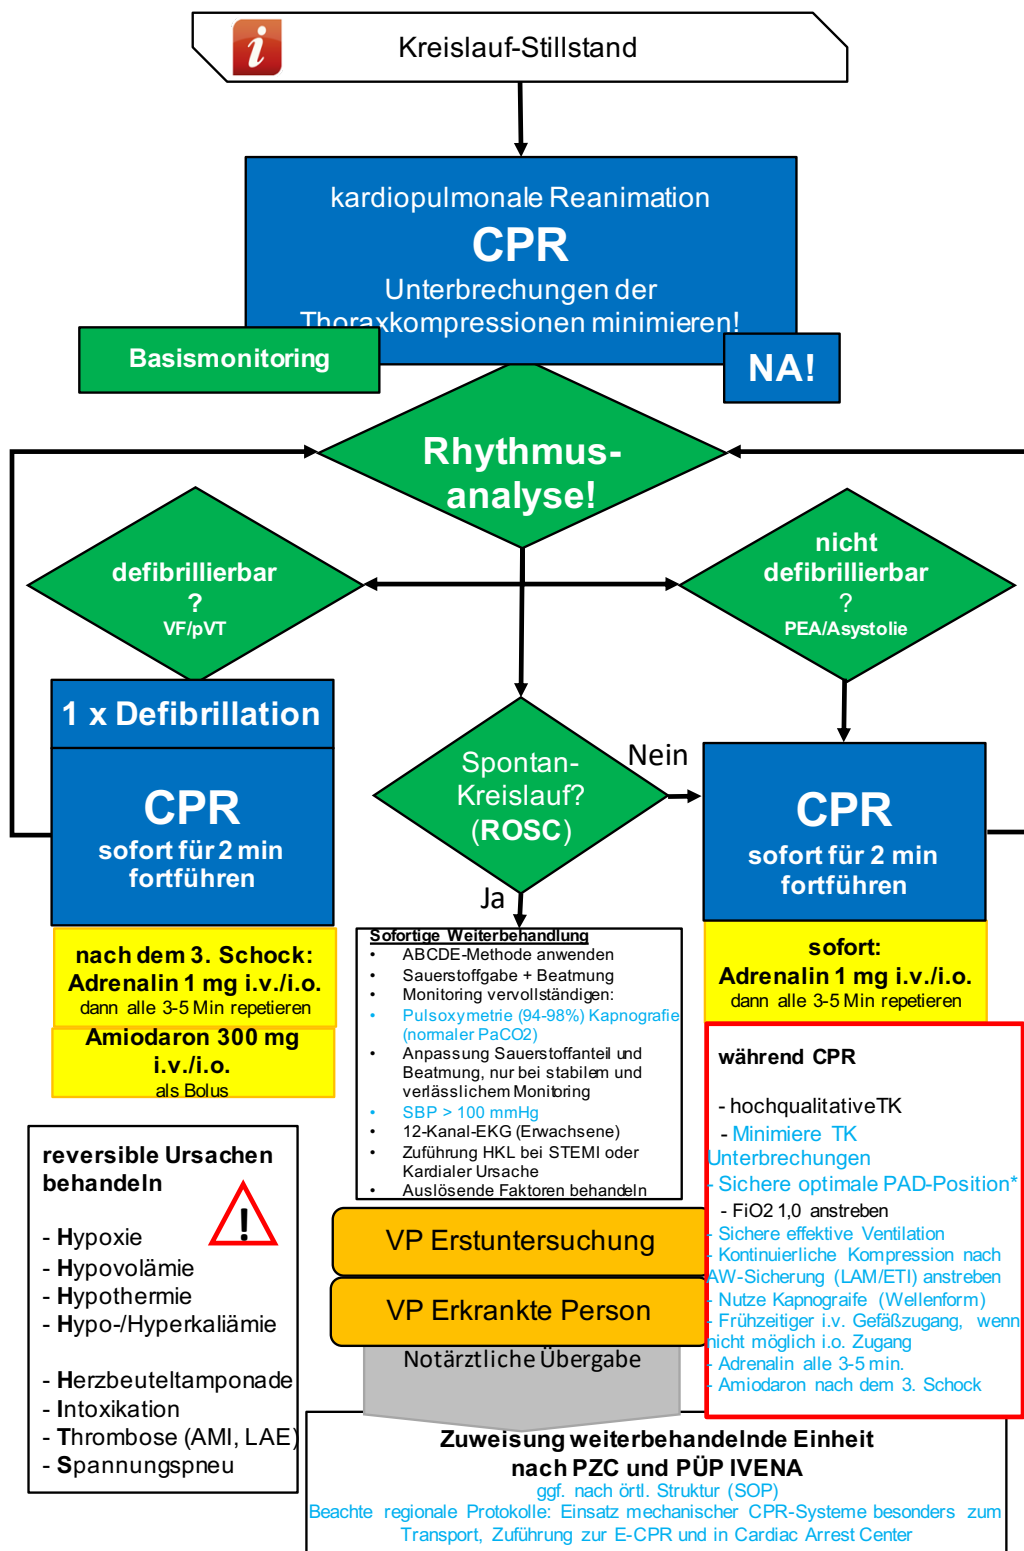 i
Kreislauf-Stillstand
kardiopulmonale Reanimation
CPR
Unterbrechungen der
Thoraxkompressionen minimieren!
Basismonitoring
NA!
Rhythmus-
analyse!
defibrillierbar
?
VF/pVT
nicht
defibrillierbar
?
PEA/Asystolie
1 x Defibrillation
CPR
sofort für 2 min
fortführen
Spontan-
Kreislauf?
(ROSC)
Nein
Ja
CPR
sofort für 2 min
fortführen
nach dem 3. Schock:
Adrenalin 1 mg i.v./i.o.
dann alle 3-5 Min repetieren
Amiodaron 300 mg
i.v./i.o.
als Bolus
Sofortige Weiterbehandlung
• ABCDE-Methode anwenden
• Sauerstoffgabe + Beatmung
• Monitoring vervollständigen:
• Pulsoxymetrie (94-98%) Kapnografie
(normaler PaCO2)
• Anpassung Sauerstoffanteil und
Beatmung, nur bei stabilem und
verlässlichem Monitoring
• SBP > 100 mmHg
• 12-Kanal-EKG (Erwachsene)
• Zuführung HKL bei STEMI oder
Kardialer Ursache
• Auslösende Faktoren behandeln
sofort:
Adrenalin 1 mg i.v./i.o.
dann alle 3-5 Min repetieren
während CPR
- hochqualitative TK
- Minimiere TK
Unterbrechungen
- Sichere optimale PAD-Position*
- FiO2 1,0 anstreben
- Sichere effektive Ventilation
- Kontinuierliche Kompression nach
AW-Sicherung (LAM/ETI) anstreben
- Nutze Kapnograife (Wellenform)
- Frühzeitiger i.v. Gefäßzugang, wenn
nicht möglich i.o. Zugang
- Adrenalin alle 3-5 min.
- Amiodaron nach dem 3. Schock
reversible Ursachen
behandeln
!
- Hypoxie
- Hypovolämie
- Hypothermie
- Hypo-/Hyperkaliämie
- Herzbeuteltamponade
- Intoxikation
- Thrombose (AMI, LAE)
- Spannungspneu
VP Erstuntersuchung
VP Erkrankte Person
Notärztliche Übergabe
Zuweisung weiterbehandelnde Einheit
nach PZC und PÜP IVENA
ggf. nach örtl. Struktur (SOP)
Beachte regionale Protokolle: Einsatz mechanischer CPR-Systeme besonders zum
Transport, Zuführung zur E-CPR und in Cardiac Arrest Center